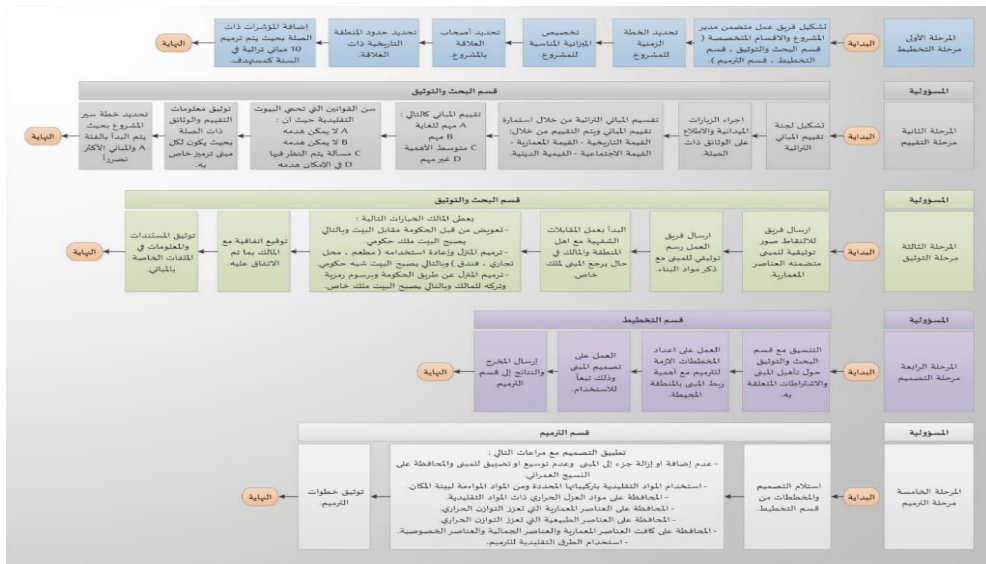 المرحلة الأولى
مرحلة التخطيط
البداية
تشكيل فريق عمل متضمن مدير
المشروع والاقسام المتخصصة (
قسم البحث والتوثيق ، قسم
التخطيط ، قسم الترميم ).
تحديد الخطة
الزمنية
للمشروع.
تخصيص
الميزانية المناسبة
للمشروع.
تحديد أصحاب
العلاقة
بالمشروع.
تحديد حدود المنطقة
التاريخية ذات
العلاقة.
إضافة المؤشرات ذات
الصلة بحيث يتم ترميم
10 مباني تراثية في
السنة كمستهدف.
النهاية
المسؤولية
قسم البحث والتوثيق
المرحلة الثانية
مرحلة التقييم
البداية
تشكيل لجنة
تقييم المباني
التراثية
اجراء الزيارات
الميدانية والاطلاع
على الوثائق ذات
الصلة.
تقسيم المباني التراثية من خلال استمارة
تقييم المباني ويتم التقييم من خلال:
القيمة التاريخية - القيمة المعمارية -
القيمة الاجتماعية - القيمية الدينية.
تقييم المباني كالتالي :
A مهم للغاية
B مهم
C متوسط الأهمية
D غير مهم
سن القوانين التي تحمي البيوت
التقليدية حيث ان :
A لا يمكن هدمه
B لا يمكن هدمه
C مسألة يتم النظر فيها
D في الإمكان هدمه
توثيق معلومات
التقييم والوثائق
ذات الصلة
بحيث يكون لكل
مبنى ترميز خاص
به.
تحديد خطة سير
المشروع بحيث
يتم البدأ بالفئة
A والمباني الأكثر
تضرراً
النهاية
المسؤولية
قسم البحث والتوثيق
المرحلة الثالثة
مرحلة التوثيق
البداية
ارسال فريق
للالتقاط صور
توثيقية للمبنى
متضمنه العناصر
المعمارية.
ارسال فريق
العمل رسم
توثيقي للمبنى مع
ذكر مواد البناء.
البدأ بعمل المقابلات
الشفهية مع اهل
المنطقة والمالك في
حال يرجع المبنى لملك
خاص.
يعطى المالك الخيارات التالية :
- تعويض من قبل الحكومة مقابل البيت وبالتالي
يصبح البيت ملك حكومي.
- ترميم المنزل وإعادة استخدامه ( مطعم ، محل
تجاري ، فندق ) وبالتالي يصبح البيت شبه حكومي.
- ترميم المنزل عن طريق الحكومة وبرسوم رمزية
وتركه للمالك وبالتالي يصبح البيت ملك خاص.
توقيع اتفاقية مع
المالك بما تم
الاتفاق عليه.
توثيق المستندات
والمعلومات في
الملفات الخاصة
بالمباني.
النهاية
المسؤولية
قسم التخطيط
المرحلة الرابعة
مرحلة التصميم
البداية
التنسيق مع قسم
البحث والتوثيق
حول تأهيل المبنى
والاشتراطات المتعلقة
به.
العمل على اعداد
المخططات الازمة
للترميم مع أهمية
ربط المبنى بالمنطقة
المحيطة.
العمل على
تصميم المبنى
وذلك تبعاً
للاستخدام.
إرسال المخرج
والنتائج إلى قسم
الترميم
النهاية
المسؤولية
قسم الترميم
المرحلة الخامسة
مرحلة الترميم
البداية
استلام التصميم
والمخططات من
قسم التخطيط.
تطبيق التصميم مع مراعات التالي :
- عدم إضافة او إزالة جزء إلى المبنى وعدم توسيع او تضييق للمبنى والمحافظة على
النسيج العمراني.
- استخدام المواد التقليدية بتركيباتها المحددة ومن المواد المواءمة لبيئة المكان.
- المحافظة على مواد العزل الحراري ذات المواد التقليدية.
- المحافظة على العناصر المعمارية التي تعزز التوازن الحراري.
- المحافظة على العناصر الطبيعية التي تعزز التوازن الحراري.
- المحافظة على كافت العناصر المعمارية والعناصر الجمالية والعناصر الخصوصية.
- استخدام الطرق التقليدية للترميم.
توثيق خطوات
الترميم.
النهاية